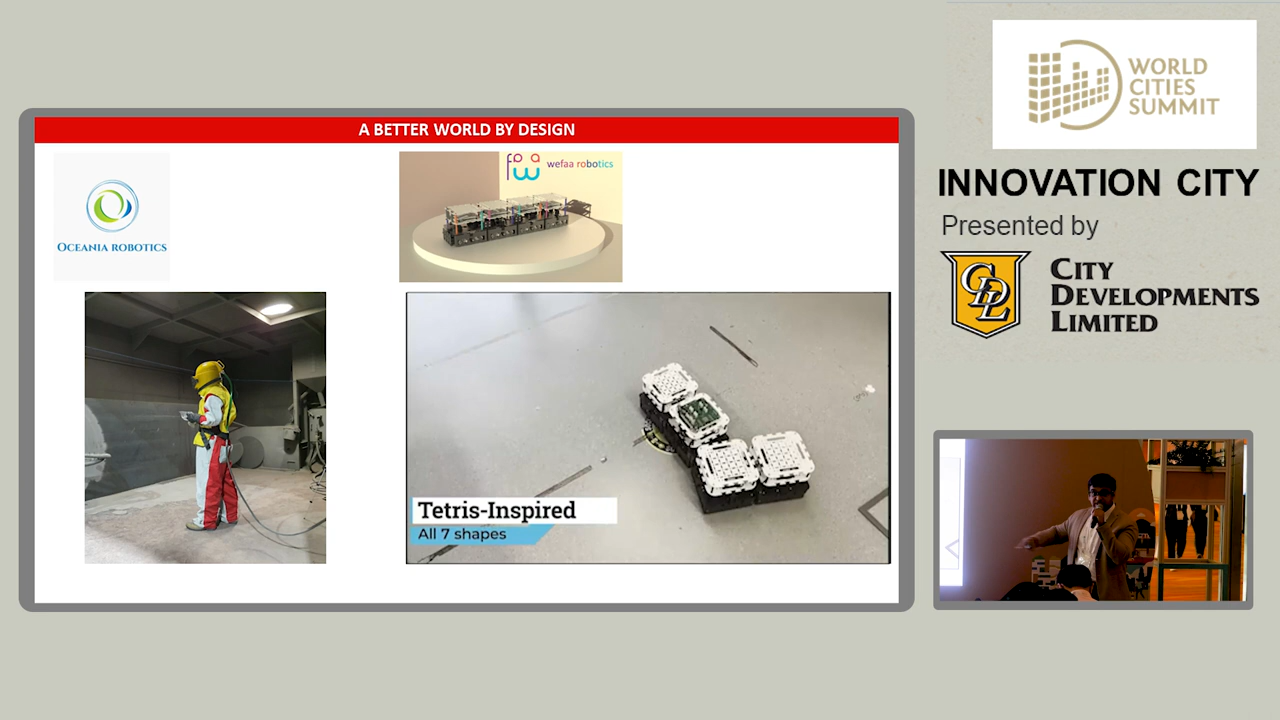 A BETTER WORLD BY DESIGN
OCEANIA ROBOTICS
wefaa robotics
Tetris-Inspired
All 7 shapes
WORLD
CITIES
SUMMIT
INNOVATION CITY
Presented by
CDL
CITY
DEVELOPMENTS
LIMITED